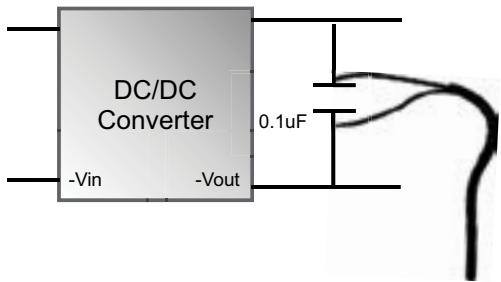 DC/DC
Converter
0.1uF
-Vin
-Vout